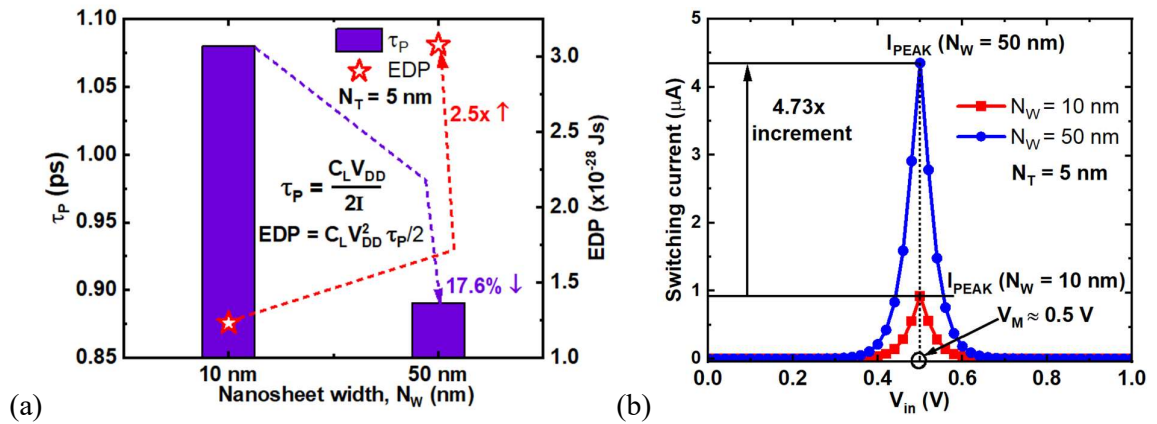 1.10
1.05
1.00
0.95
0.90
0.85
τP (ps)
τP
EDP
NT = 5 nm
2.5x ↑
τP = CLVDD / 2I
EDP = CLV²DD τP/2
17.6% ↓
3.0
2.5
2.0
1.5
1.0
EDP (x10⁻²⁸ Js)
10 nm
50 nm
Nanosheet width, NW (nm)
(a)
5
4
3
2
1
0
Switching current (μA)
IPEAK (NW = 50 nm)
4.73x
increment
NW = 10 nm
NW = 50 nm
NT = 5 nm
IPEAK
(NW = 10 nm)
VM ≈ 0.5 V
0.0
0.2
0.4
0.6
0.8
1.0
Vin (V)
(b)